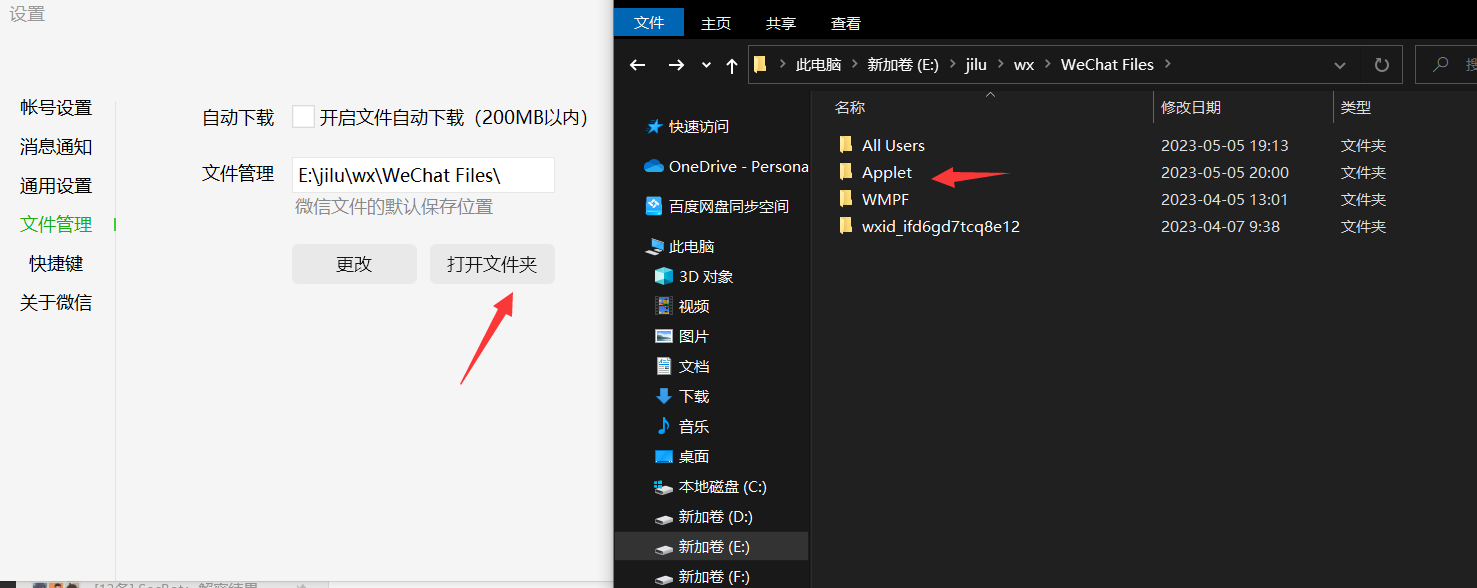 设置
帐号设置
消息通知
通用设置
文件管理
快捷键
关于微信
自动下载 开启文件自动下载（200MB以内）
文件管理 E:\jilu\wx\WeChat Files\
微信文件的默认保存位置
更改 打开文件夹
文件 主页 共享 查看
此电脑 新加卷 (E:) jilu wx WeChat Files
快速访问
OneDrive - Persona
百度网盘同步空间
此电脑
3D 对象
视频
图片
文档
下载
音乐
桌面
本地磁盘 (C:)
新加卷 (D:)
新加卷 (E:)
新加卷 (F:)
名称 修改日期 类型
All Users 2023-05-05 19:13 文件夹
Applet 2023-05-05 20:00 文件夹
WMPF 2023-04-05 13:01 文件夹
wxid_ifd6gd7tcq8e12 2023-04-07 9:38 文件夹